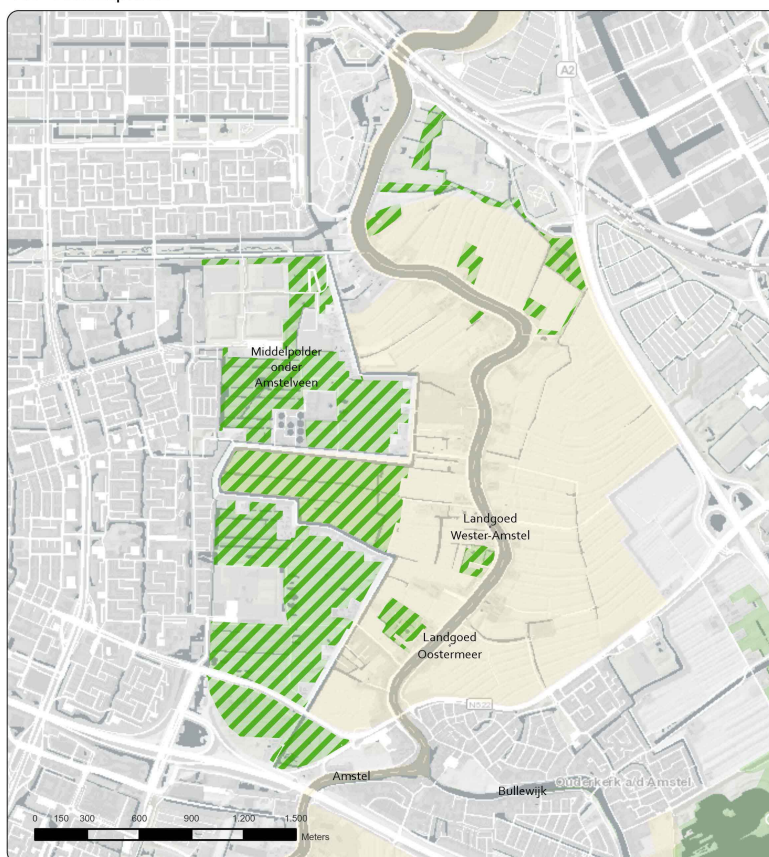 A2
Middelpolder
onder
Amstelveen
Landgoed
Wester-Amstel
Landgoed
Oostermeer
N522
Amstel
Bullewijk
Ouderkerk a/d Amstel
0 150 300 600 900 1.200 1.500
Meters